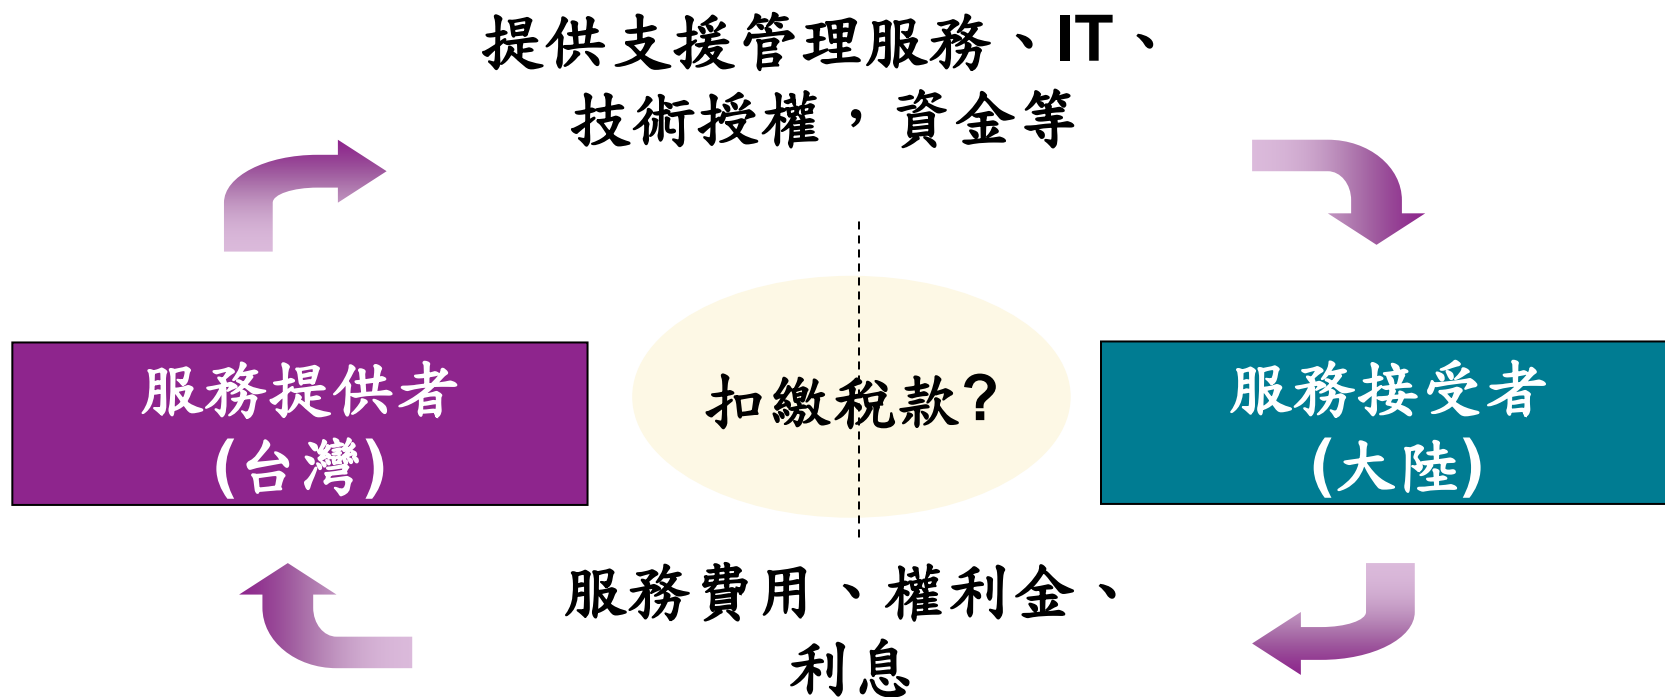 提供支援管理服務、IT、
技術授權，資金等
服務提供者
(台灣)
扣繳稅款?
服務接受者
(大陸)
服務費用、權利金、
利息